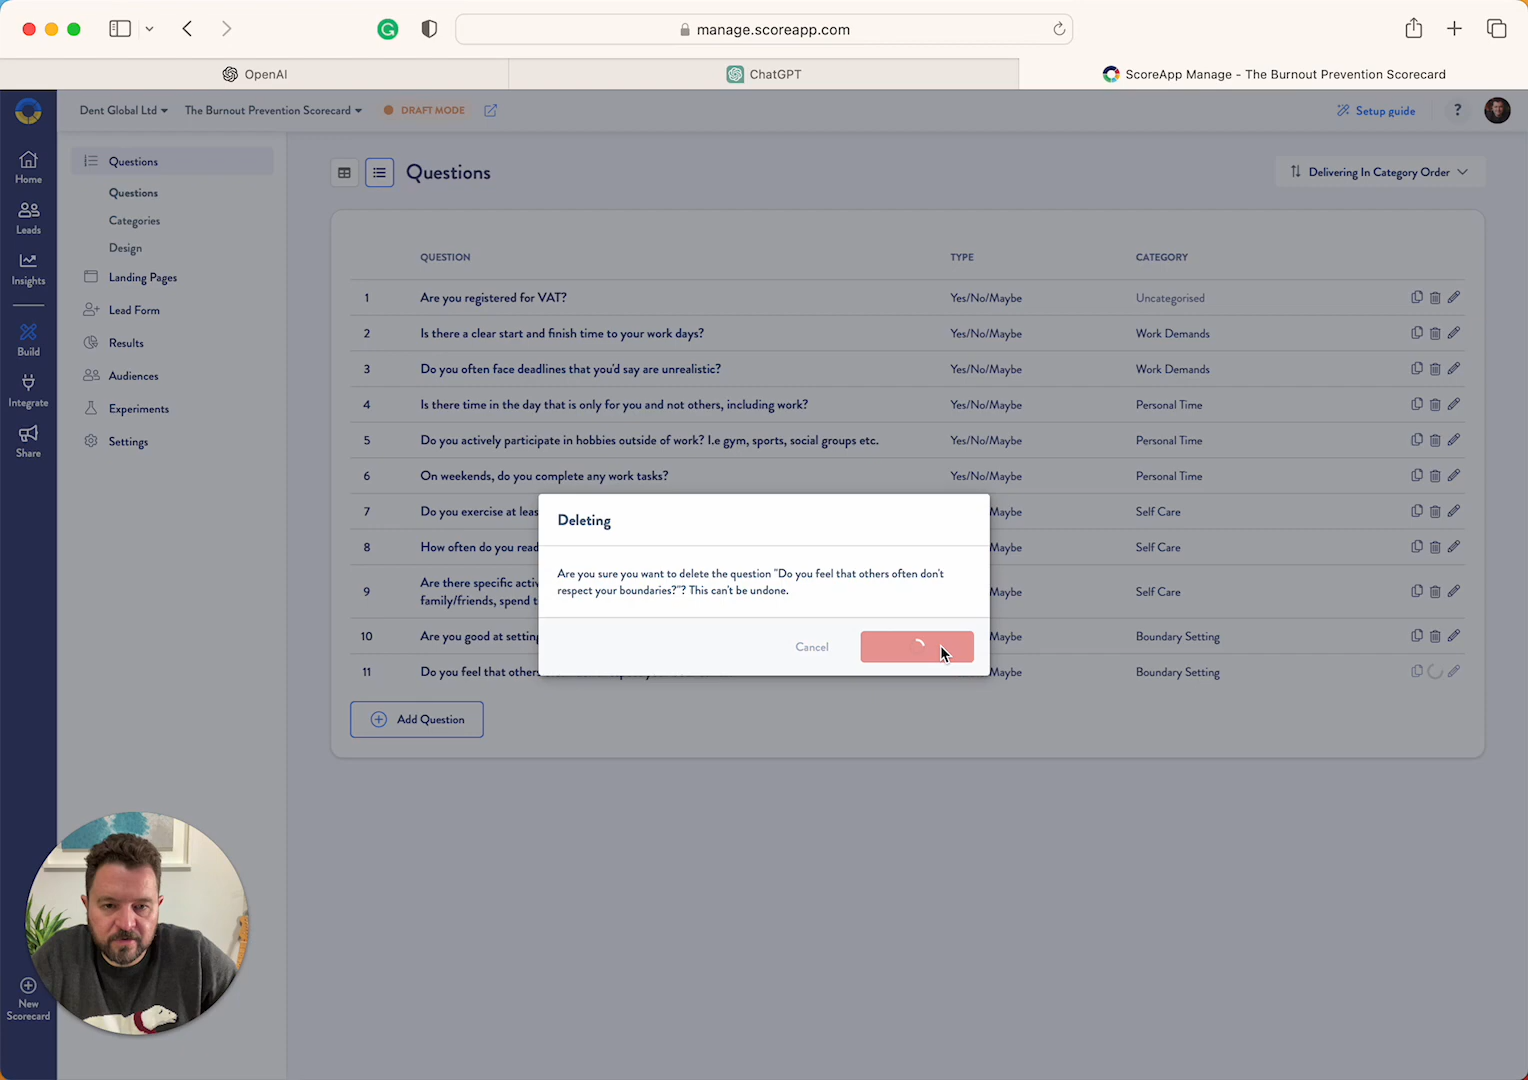 manage.scoreapp.com
OpenAI
ChatGPT
ScoreApp Manage - The Burnout Prevention Scorecard
Dent Global Ltd
The Burnout Prevention Scorecard
DRAFT MODE
Setup guide
?
Home
Leads
Insights
Build
Integrate
Share
New
Scorecard
Questions
Questions
Categories
Design
Landing Pages
Lead Form
Results
Audiences
Experiments
Settings
Questions
Delivering In Category Order
QUESTION TYPE CATEGORY
1 Are you registered for VAT? Yes/No/Maybe Uncategorised
2 Is there a clear start and finish time to your work days? Yes/No/Maybe Work Demands
3 Do you often face deadlines that you'd say are unrealistic? Yes/No/Maybe Work Demands
4 Is there time in the day that is only for you and not others, including work? Yes/No/Maybe Personal Time
5 Do you actively participate in hobbies outside of work? I.e gym, sports, social groups etc. Yes/No/Maybe Personal Time
6 On weekends, do you complete any work tasks? Yes/No/Maybe Personal Time
7 Do you exercise at leas Maybe Self Care
8 How often do you read Maybe Self Care
9 Are there specific activ Maybe Self Care
family/friends, spend t
10 Are you good at setting Maybe Boundary Setting
11 Do you feel that others Maybe Boundary Setting
Add Question
Deleting
Are you sure you want to delete the question "Do you feel that others often don't
respect your boundaries?"? This can't be undone.
Cancel